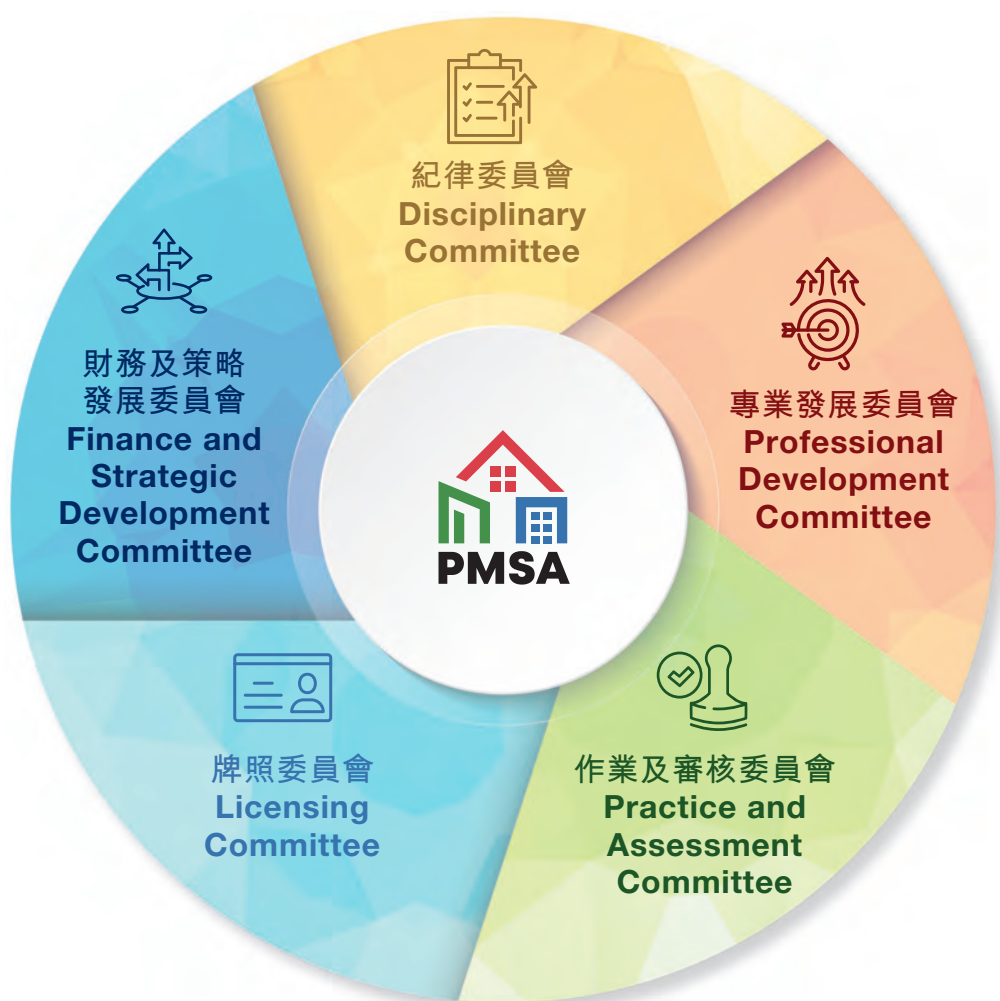 紀律委員會
Disciplinary
Committee
專業發展委員會
Professional
Development
Committee
作業及審核委員會
Practice and
Assessment
Committee
牌照委員會
Licensing
Committee
財務及策略
發展委員會
Finance and
Strategic
Development
Committee
PMSA